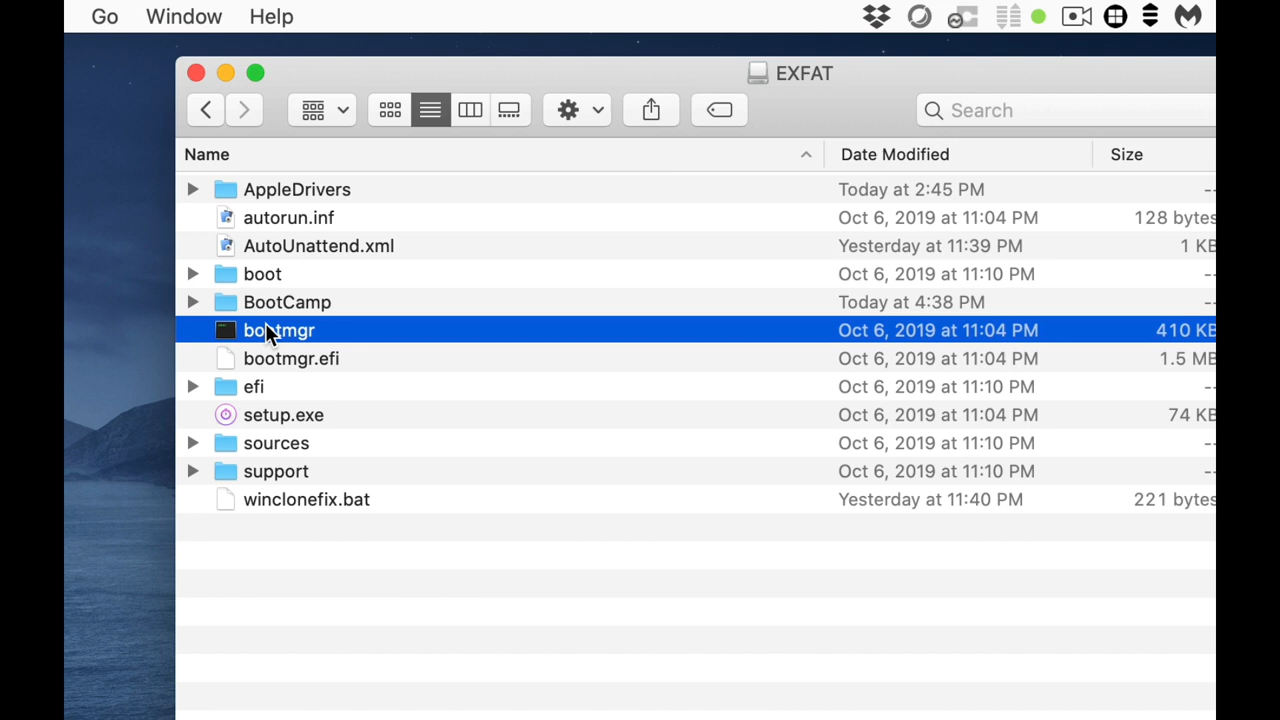 Go Window Help
EXFAT
Search
Name Date Modified Size
AppleDrivers Today at 2:45 PM --
autorun.inf Oct 6, 2019 at 11:04 PM 128 bytes
AutoUnattend.xml Yesterday at 11:39 PM 1 KB
boot Oct 6, 2019 at 11:10 PM --
BootCamp Today at 4:38 PM --
bootmgr Oct 6, 2019 at 11:04 PM 410 KB
bootmgr.efi Oct 6, 2019 at 11:04 PM 1.5 MB
efi Oct 6, 2019 at 11:10 PM --
setup.exe Oct 6, 2019 at 11:04 PM 74 KB
sources Oct 6, 2019 at 11:10 PM --
support Oct 6, 2019 at 11:10 PM --
winclonefix.bat Yesterday at 11:40 PM 221 bytes